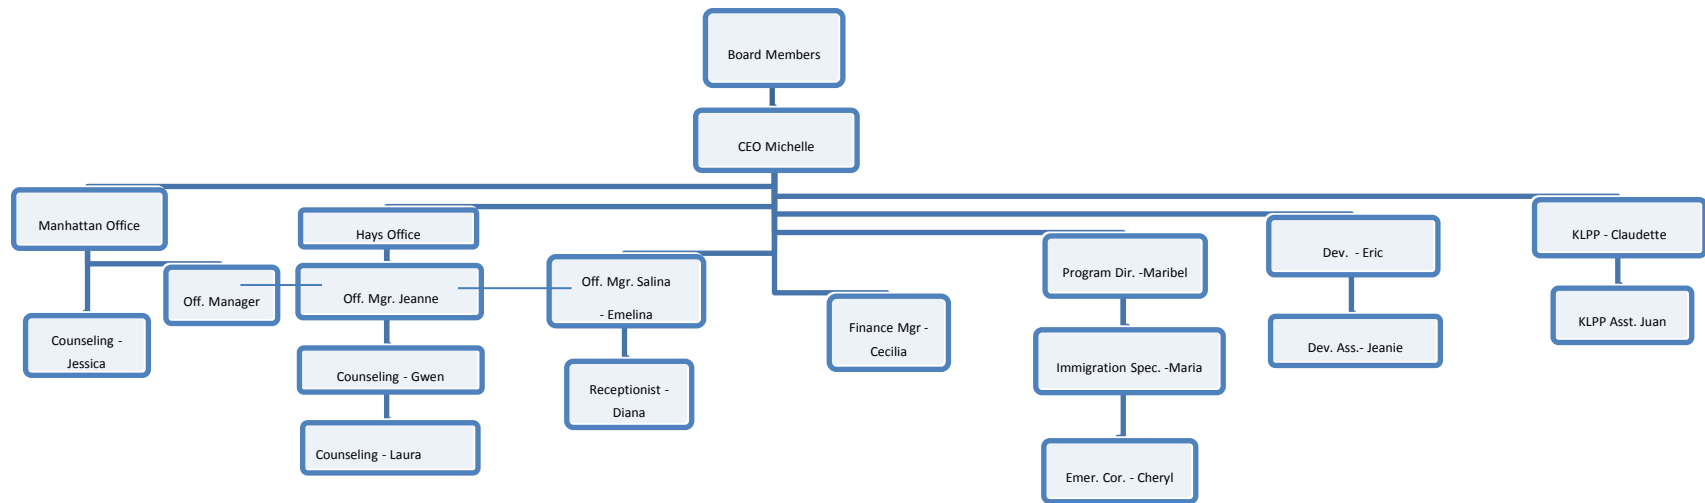 Board Members
CEO Michelle
Manhattan Office
Off. Manager
Counseling -
Jessica
Hays Office
Off. Mgr. Jeanne
Counseling - Gwen
Counseling - Laura
Off. Mgr. Salina
- Emelina
Receptionist -
Diana
Finance Mgr -
Cecilia
Program Dir. -Maribel
Immigration Spec. -Maria
Emer. Cor. - Cheryl
Dev. - Eric
Dev. Ass.- Jeanie
KLPP - Claudette
KLPP Asst. Juan